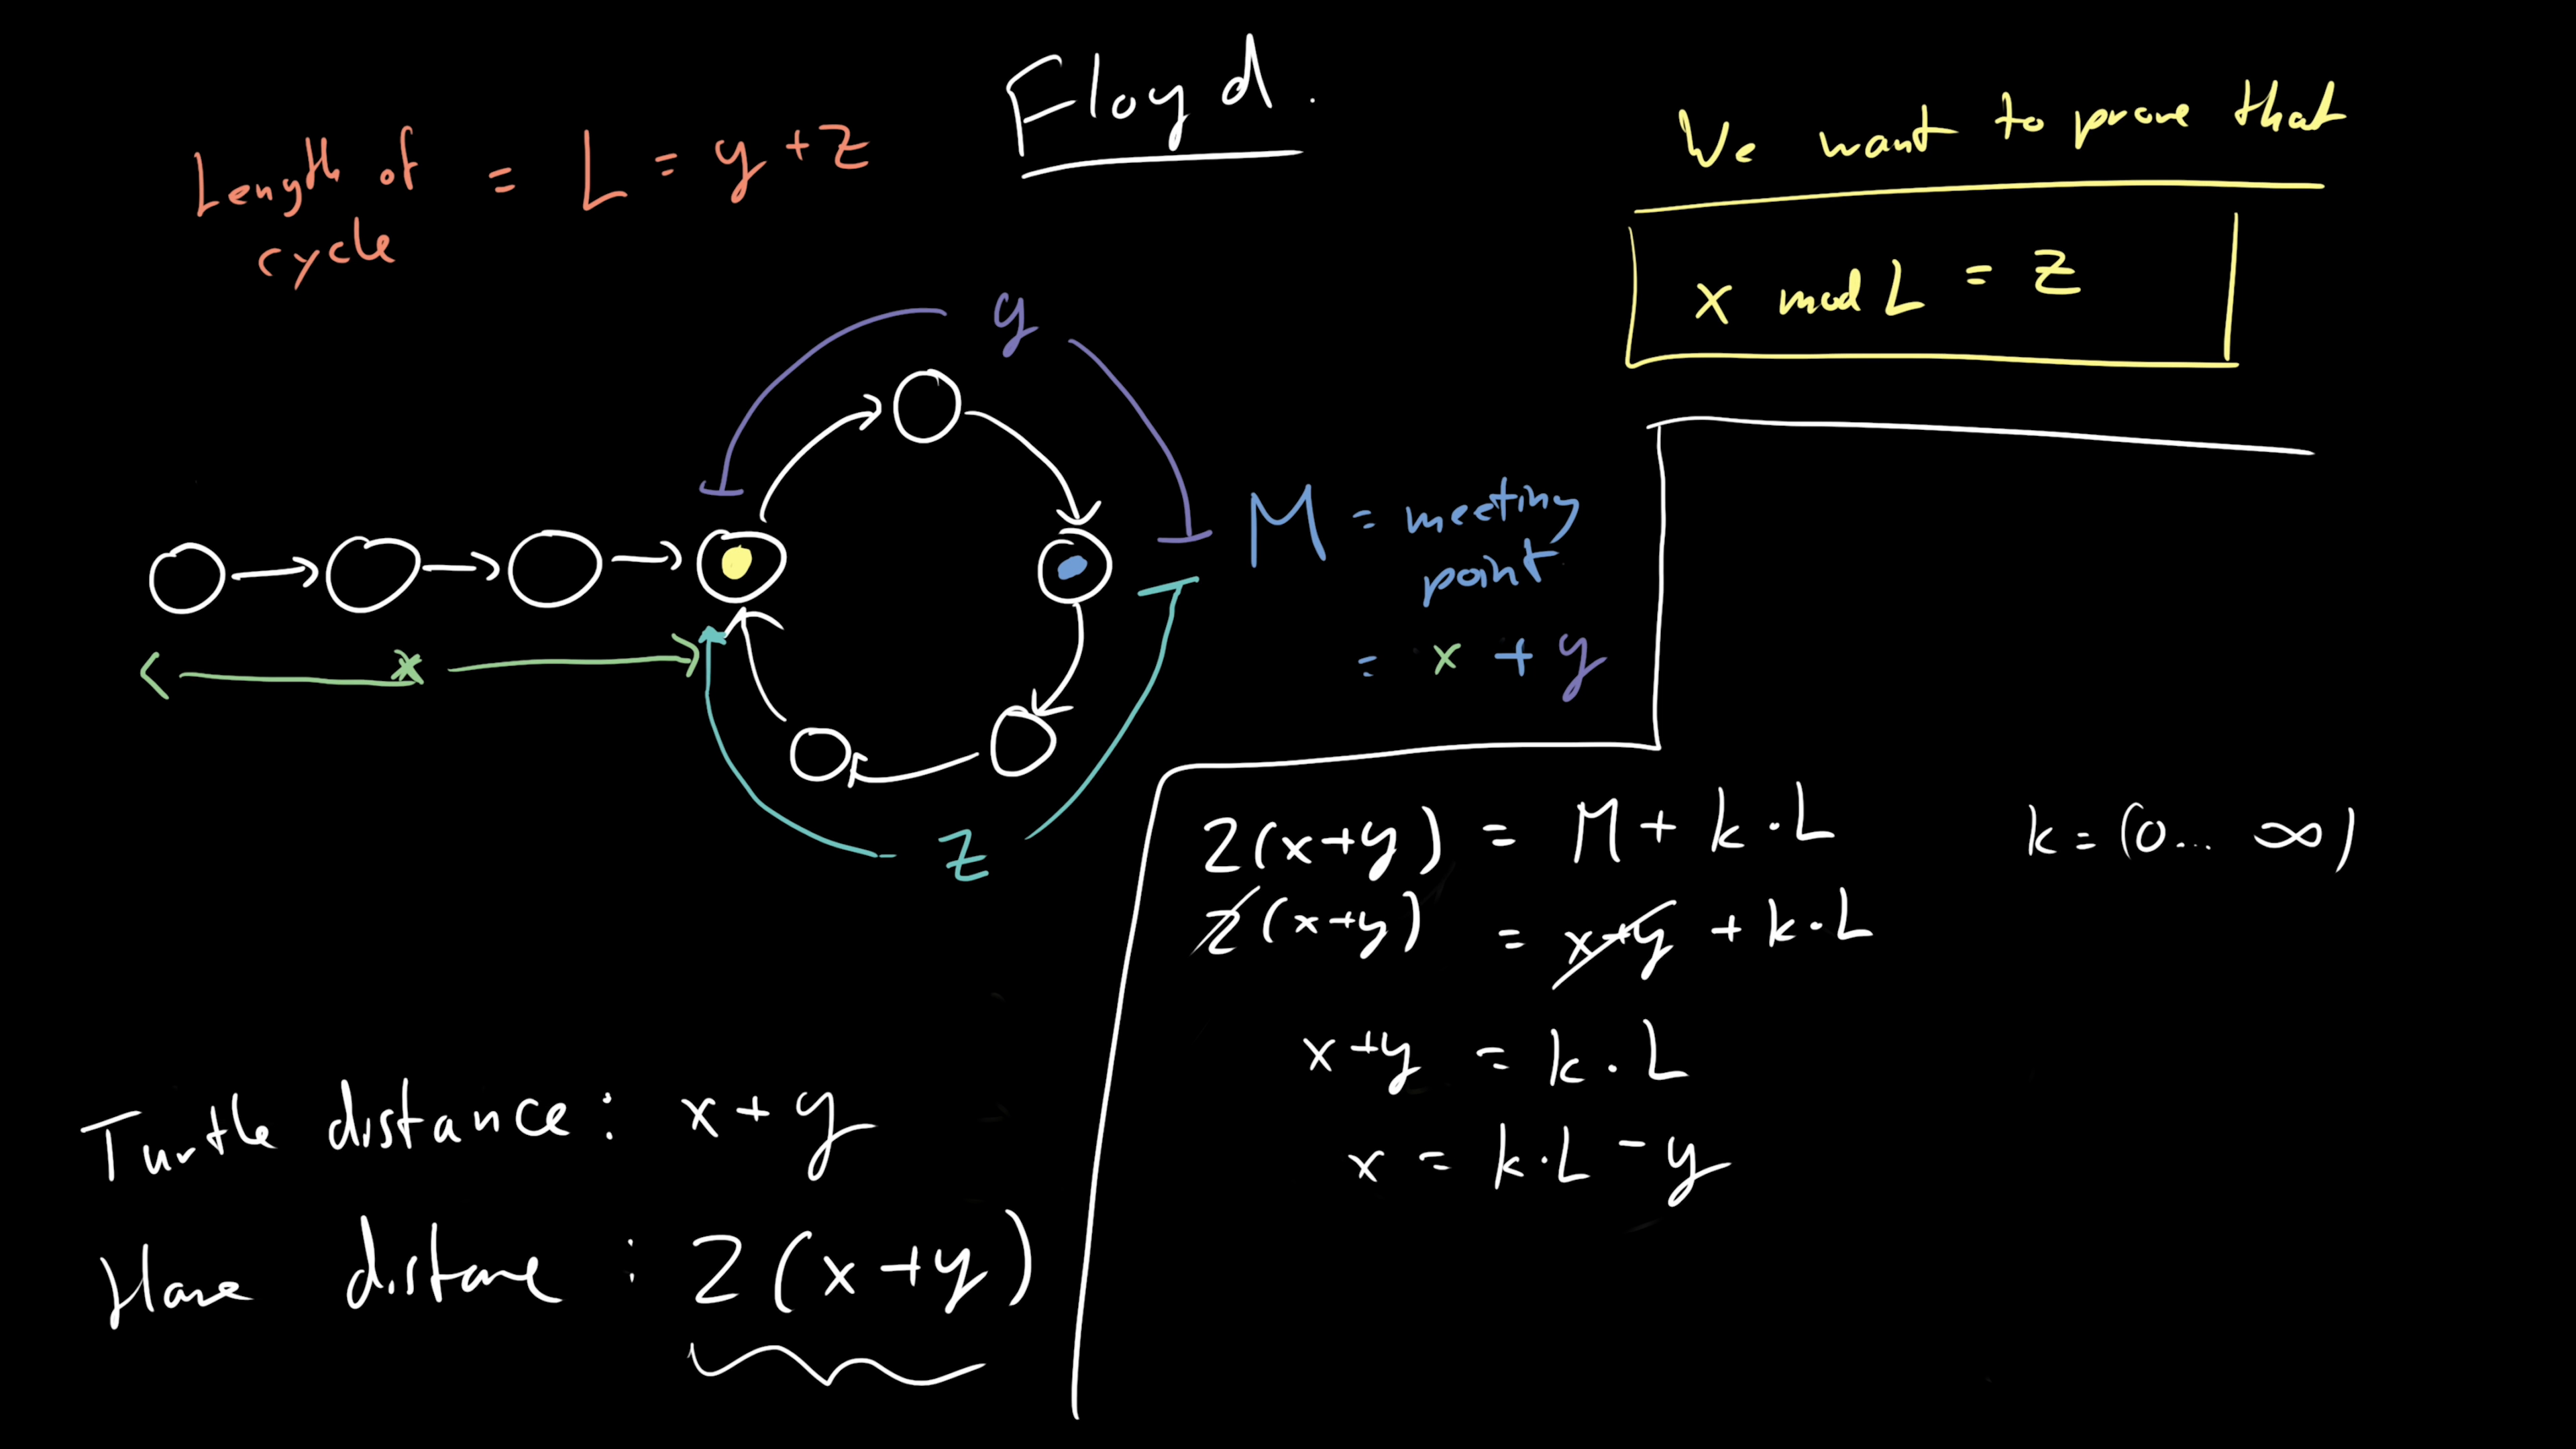 Floyd.
Length of cycle = L = y + z
We want to prove that
x mod L = z
y
M = meeting
point
= x + y
x
z
2(x+y) = M + k · L k = (0... ∞)
2(x+y) = x+y + k · L
x+y = k · L
x = k · L - y
Turtle distance: x + y
Hare distane : 2(x+y)